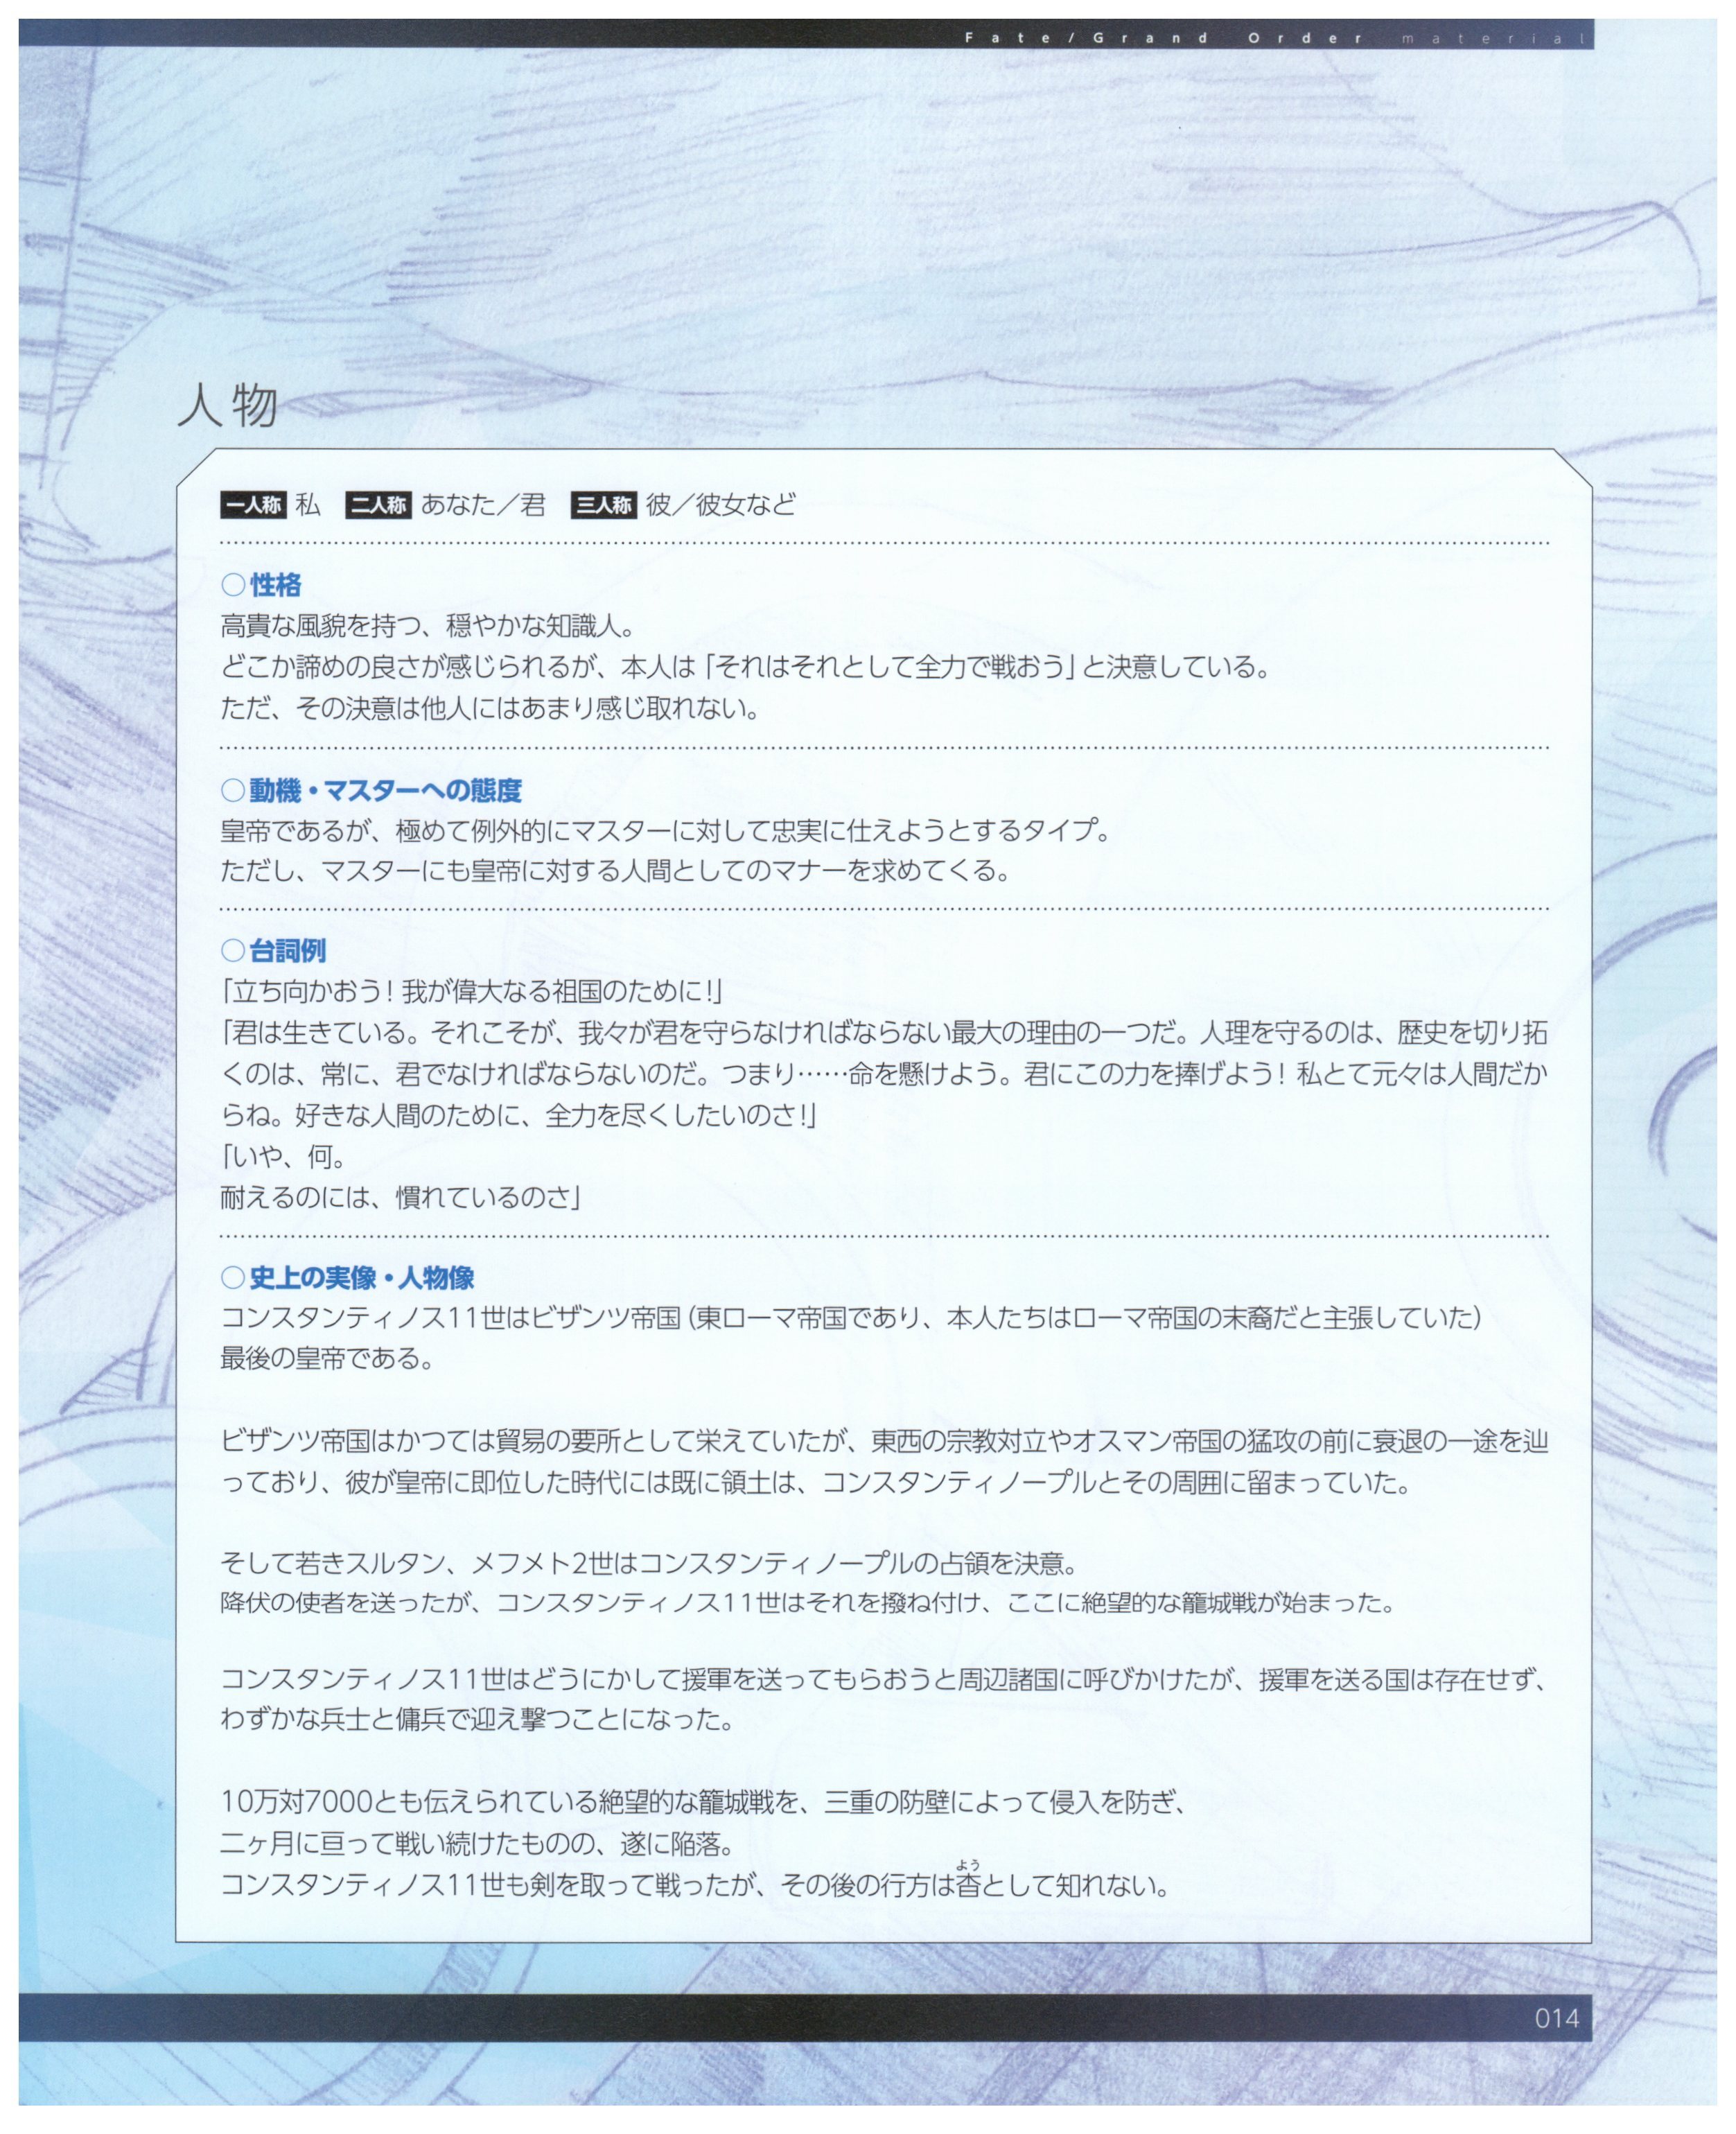 Fate/Grand Order material
人物
一人称 私 二人称 あなた／君 三人称 彼／彼女など
○性格
高貴な風貌を持つ、穏やかな知識人。
どこか諦めの良さが感じられるが、本人は「それはそれとして全力で戦おう」と決意している。
ただ、その決意は他人にはあまり感じ取れない。
○動機・マスターへの態度
皇帝であるが、極めて例外的にマスターに対して忠実に仕えようとするタイプ。
ただし、マスターにも皇帝に対する人間としてのマナーを求めてくる。
○台詞例
「立ち向かおう！我が偉大なる祖国のために！」
「君は生きている。それこそが、我々が君を守らなければならない最大の理由の一つだ。人理を守るのは、歴史を切り拓
くのは、常に、君でなければならないのだ。つまり……命を懸けよう。君にこの力を捧げよう！私とて元々は人間だか
らね。好きな人間のために、全力を尽くしたいのさ！」
「いや、何。
耐えるのには、慣れているのさ」
○史上の実像・人物像
コンスタンティノス11世はビザンツ帝国（東ローマ帝国であり、本人たちはローマ帝国の末裔だと主張していた）
最後の皇帝である。
ビザンツ帝国はかつては貿易の要所として栄えていたが、東西の宗教対立やオスマン帝国の猛攻の前に衰退の一途を辿
っており、彼が皇帝に即位した時代には既に領土は、コンスタンティノープルとその周囲に留まっていた。
そして若きスルタン、メフメト2世はコンスタンティノープルの占領を決意。
降伏の使者を送ったが、コンスタンティノス11世はそれを撥ね付け、ここに絶望的な籠城戦が始まった。
コンスタンティノス11世はどうにかして援軍を送ってもらおうと周辺諸国に呼びかけたが、援軍を送る国は存在せず、
わずかな兵士と傭兵で迎え撃つことになった。
10万対7000とも伝えられている絶望的な籠城戦を、三重の防壁によって侵入を防ぎ、
二ヶ月に亘って戦い続けたものの、遂に陥落。
よう
コンスタンティノス11世も剣を取って戦ったが、その後の行方は杳として知れない。
014